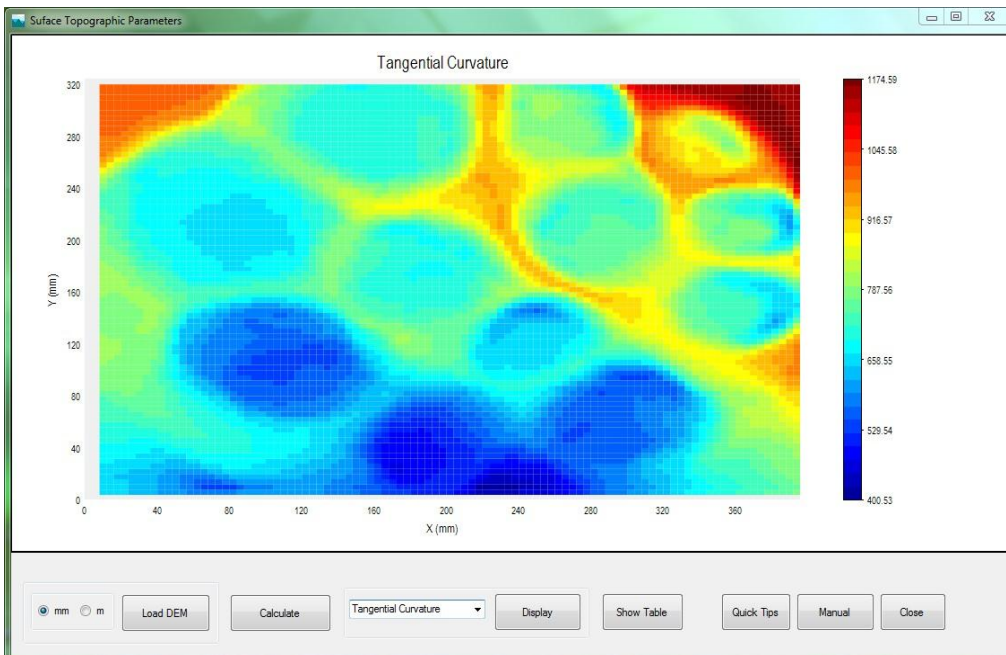 Suface Topographic Parameters
Tangential Curvature
320
280
240
200
160
120
80
40
0
Y (mm)
0 40 80 120 160 200 240 280 320 360
X (mm)
1174.59
1045.58
916.57
787.56
658.55
529.54
400.53
mm m Load DEM Calculate Tangential Curvature Display Show Table Quick Tips Manual Close